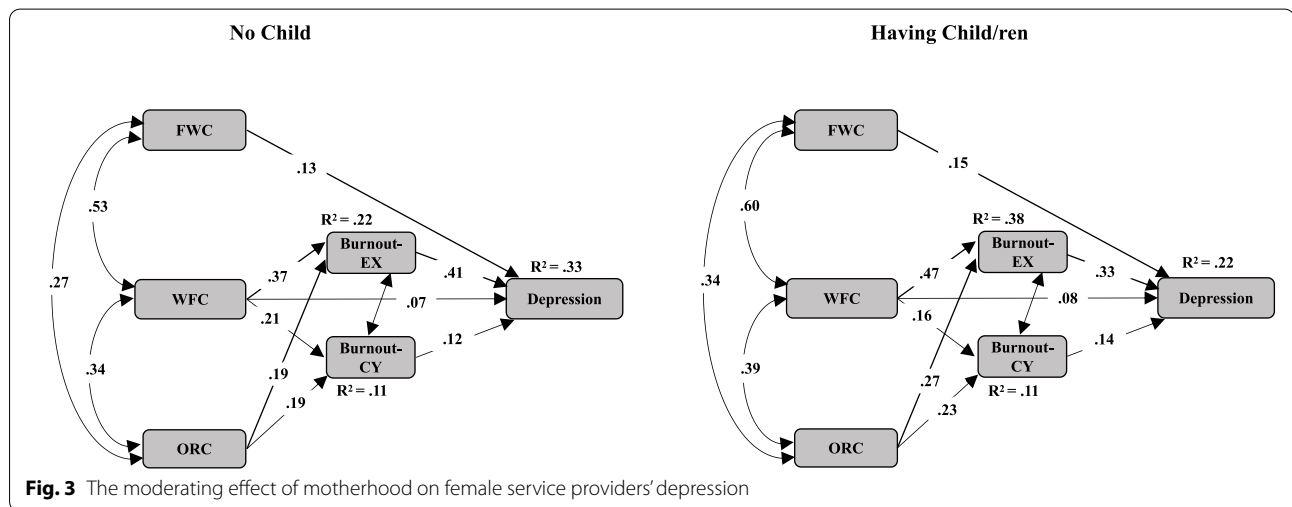 No Child
FWC
.13
.53
R² = .22
Burnout-
EX
.37
.41
R² = .33
.27
WFC
.07
Depression
.21
.12
Burnout-
CY
.34
.19
.19
R² = .11
ORC
Having Child/ren
FWC
.15
.60
R² = .38
Burnout-
EX
.47
.33
R² = .22
.34
WFC
.08
Depression
.16
.14
Burnout-
CY
.39
.27
.23
R² = .11
ORC
Fig. 3 The moderating effect of motherhood on female service providers' depression